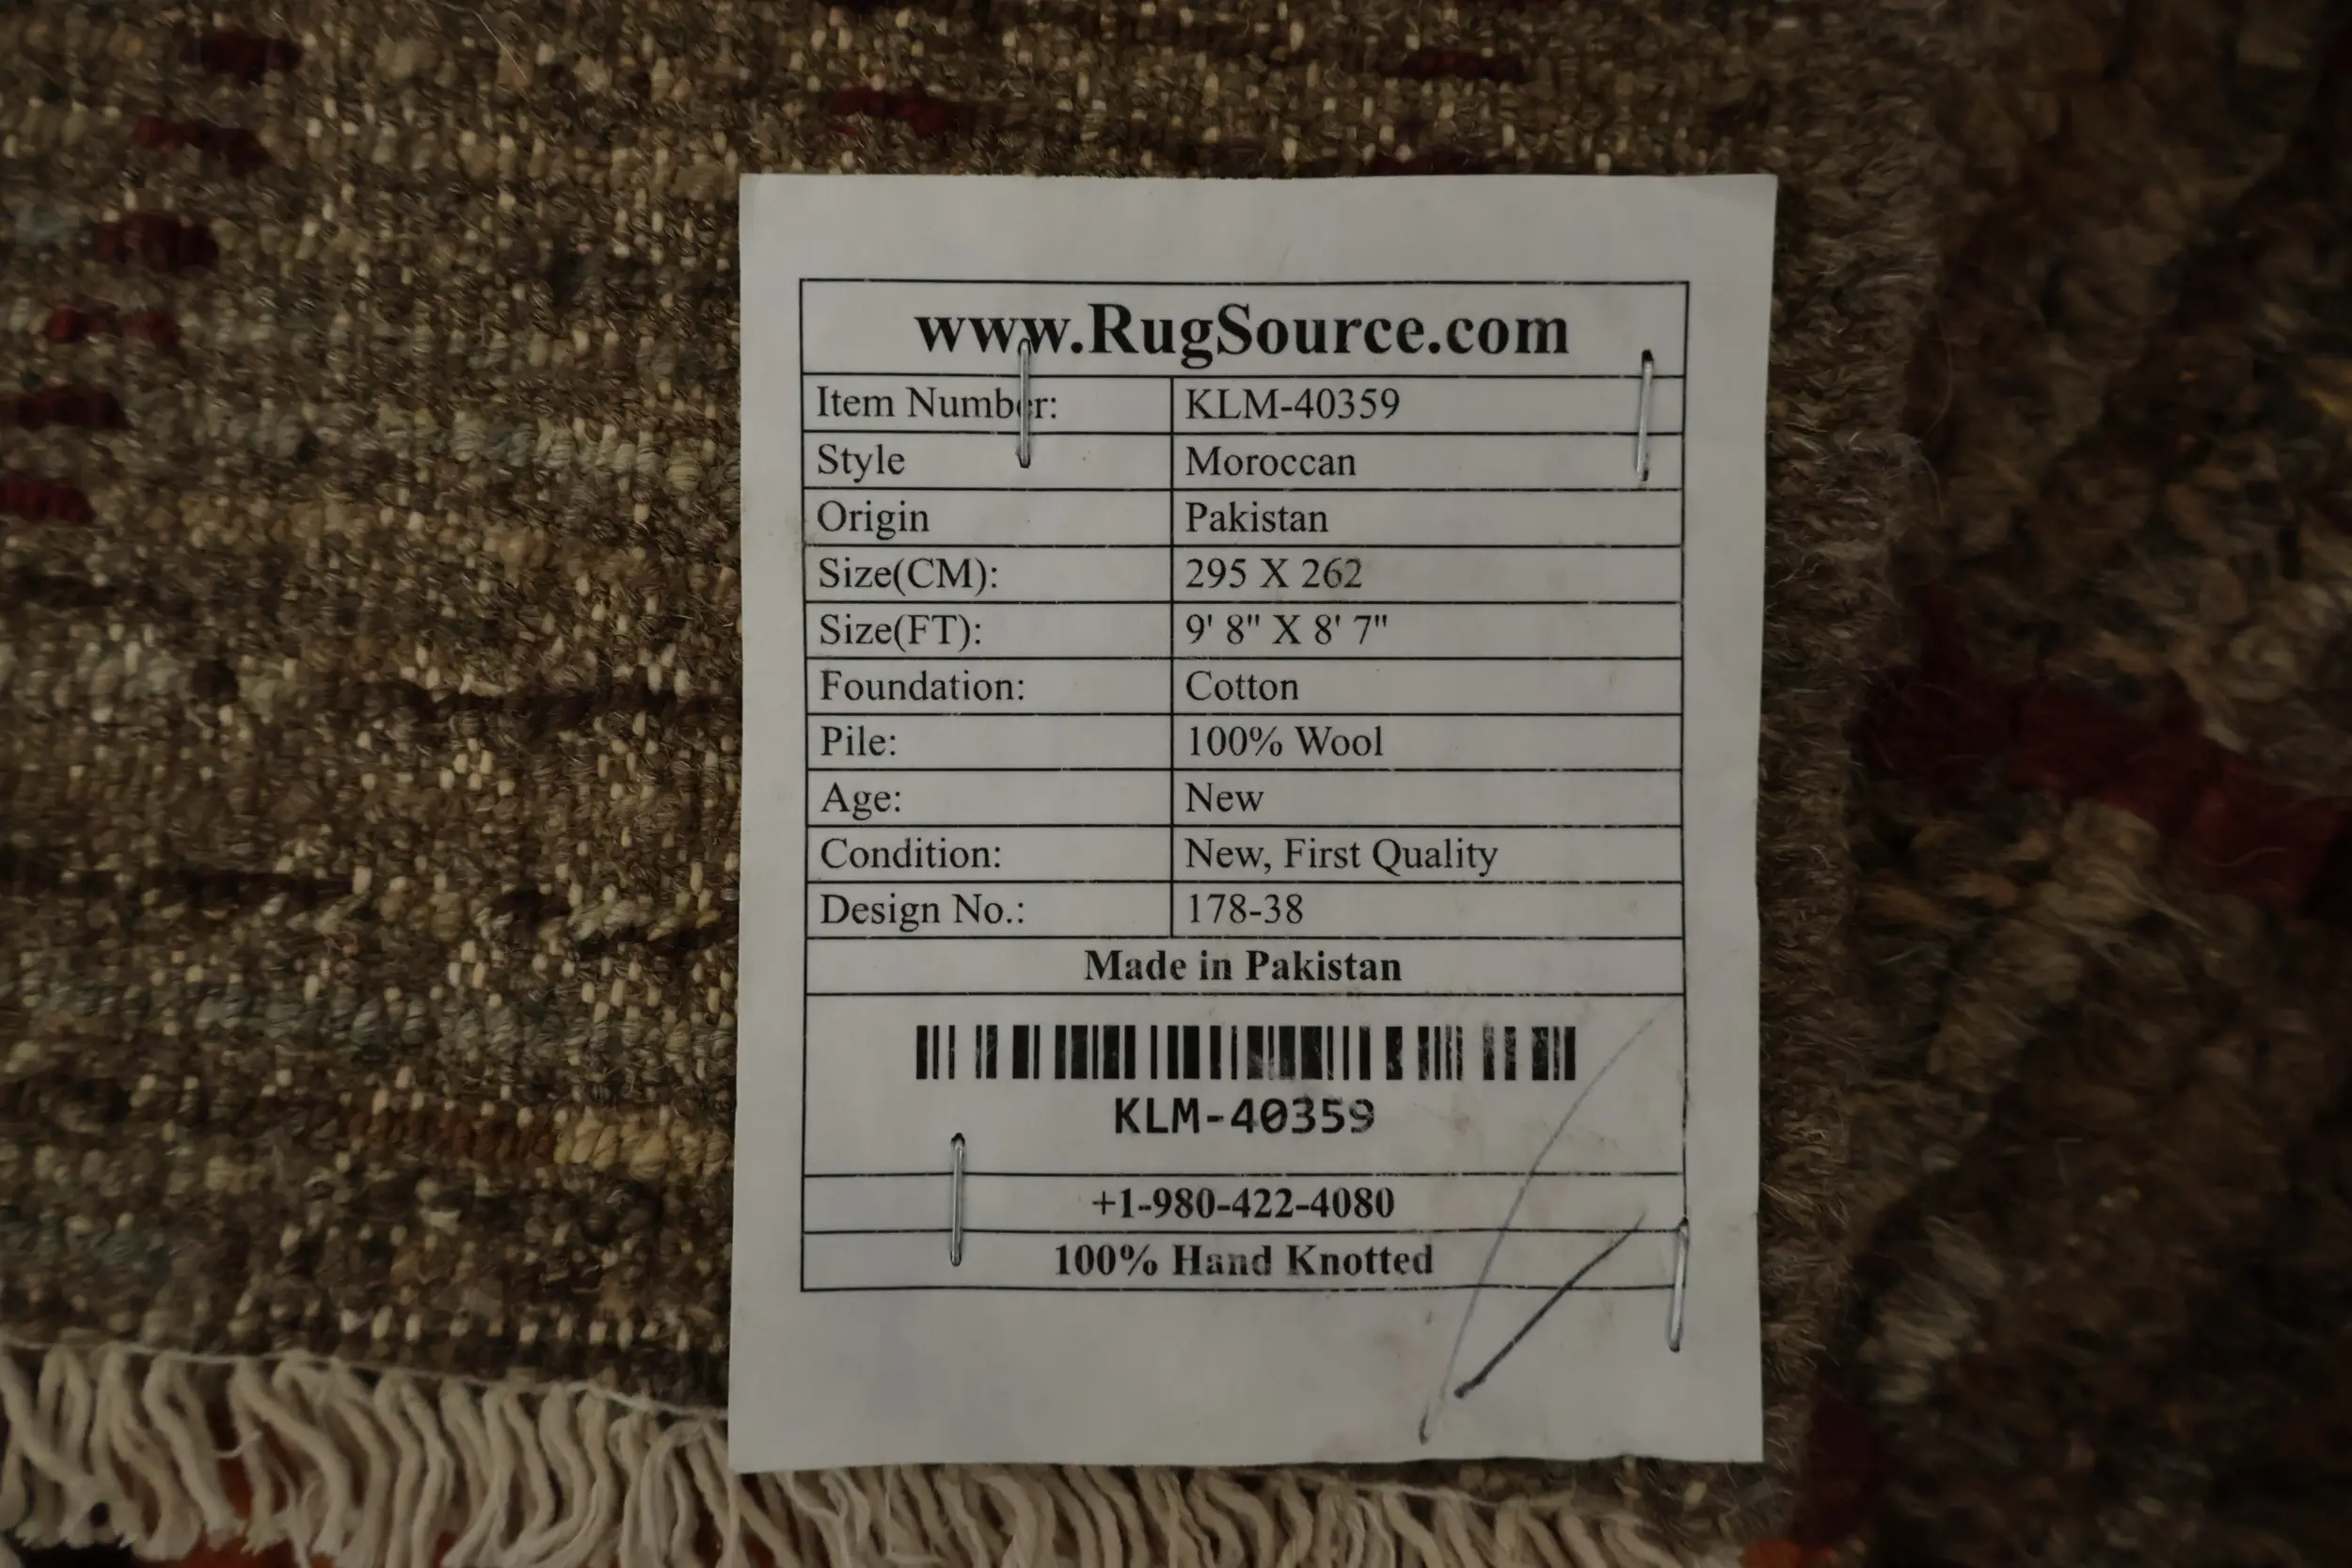 www.RugSource.com
Item Number: KLM-40359
Style Moroccan
Origin Pakistan
Size(CM): 295 X 262
Size(FT): 9' 8" X 8' 7"
Foundation: Cotton
Pile: 100% Wool
Age: New
Condition: New, First Quality
Design No.: 178-38
Made in Pakistan
KLM-40359
+1-980-422-4080
100% Hand Knotted